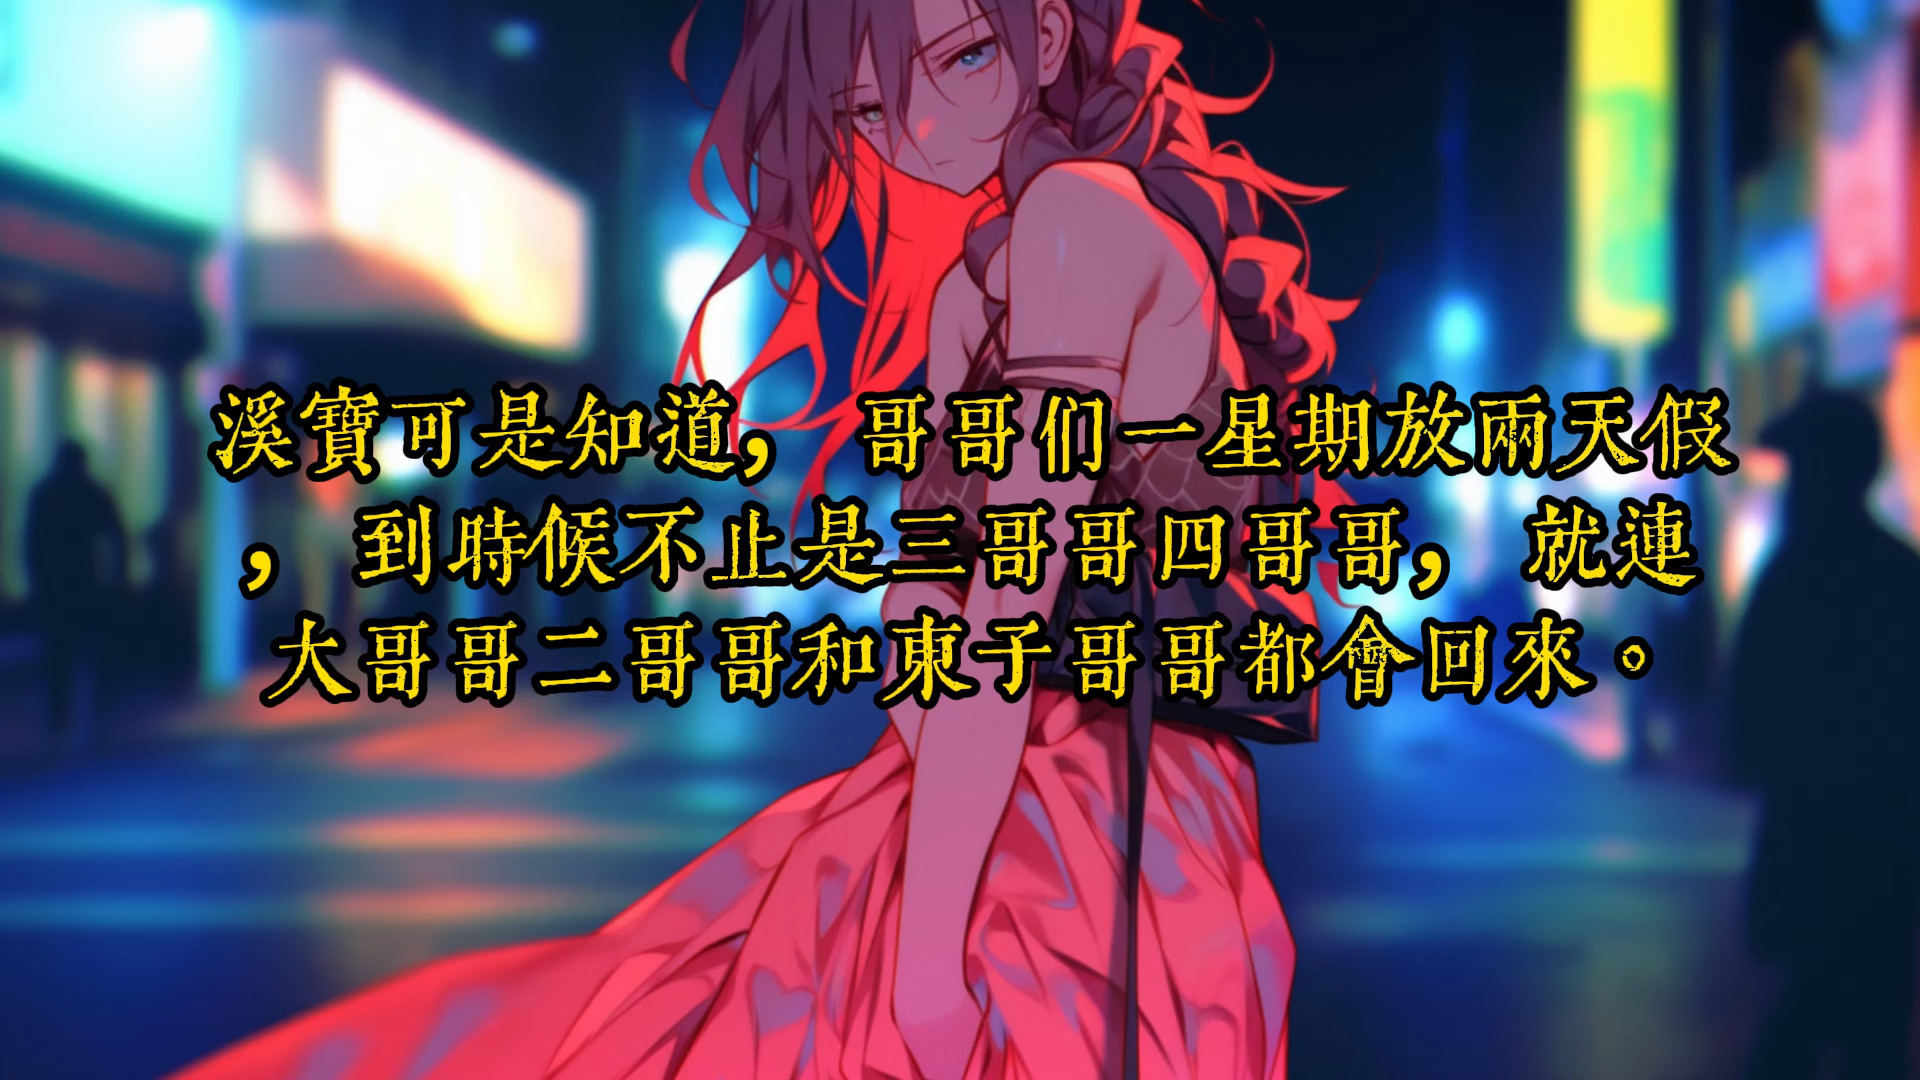 溪寶可是知道, 哥哥们一星期放兩天假
, 到時候不止是三哥哥四哥哥, 就連
大哥哥二哥哥和東子哥哥都會回來。